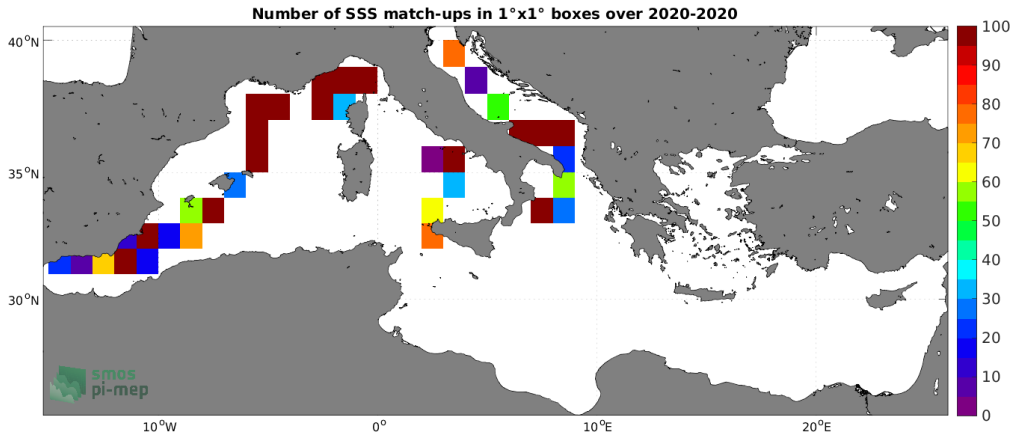 Number of SSS match-ups in 1°x1° boxes over 2020-2020
40°N
35°N
30°N
10°W
0°
10°E
20°E
100
90
80
70
60
50
40
30
20
10
0
smos
pi-mep